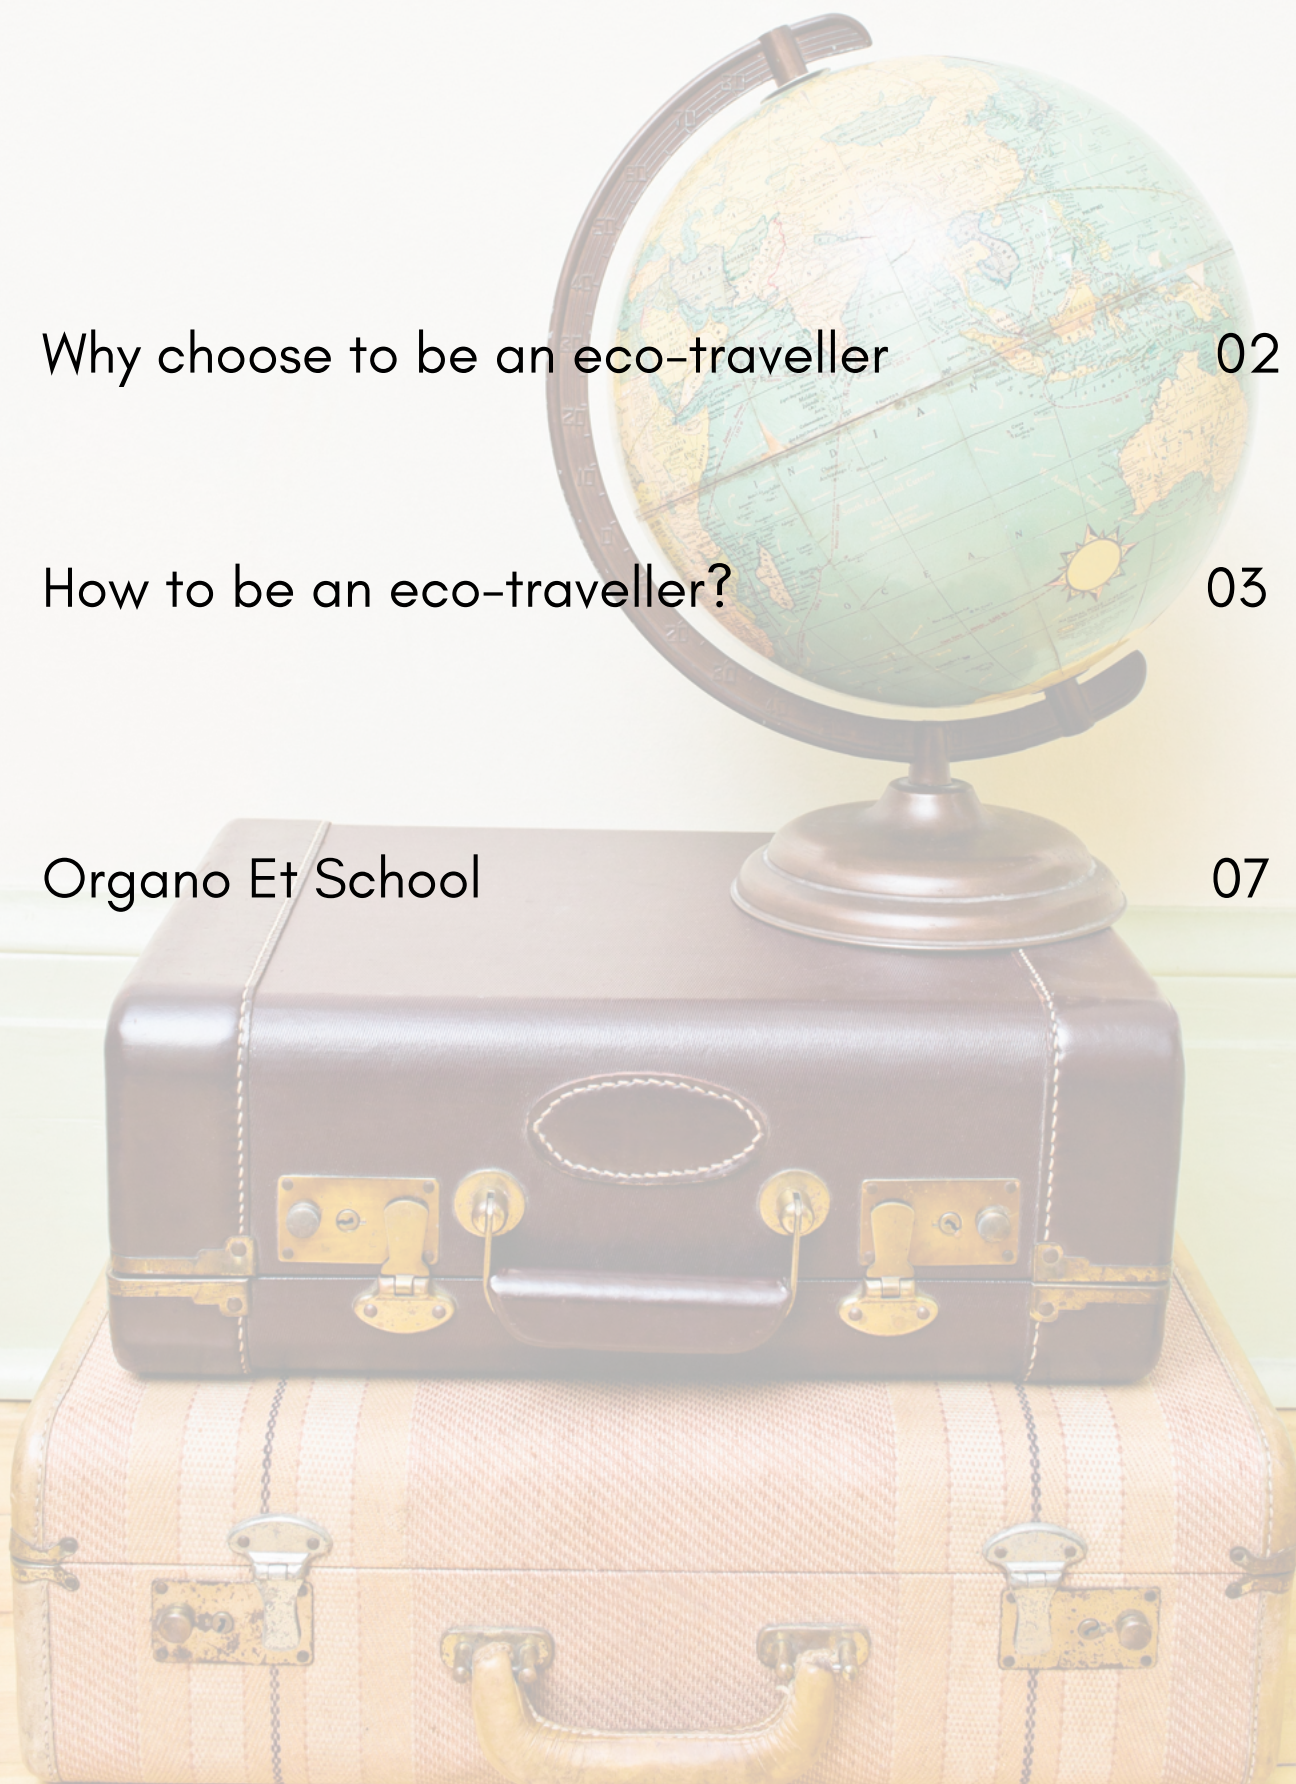 Why choose to be an eco-traveller 02
How to be an eco-traveller? 03
Organo Et School 07
INDIAN